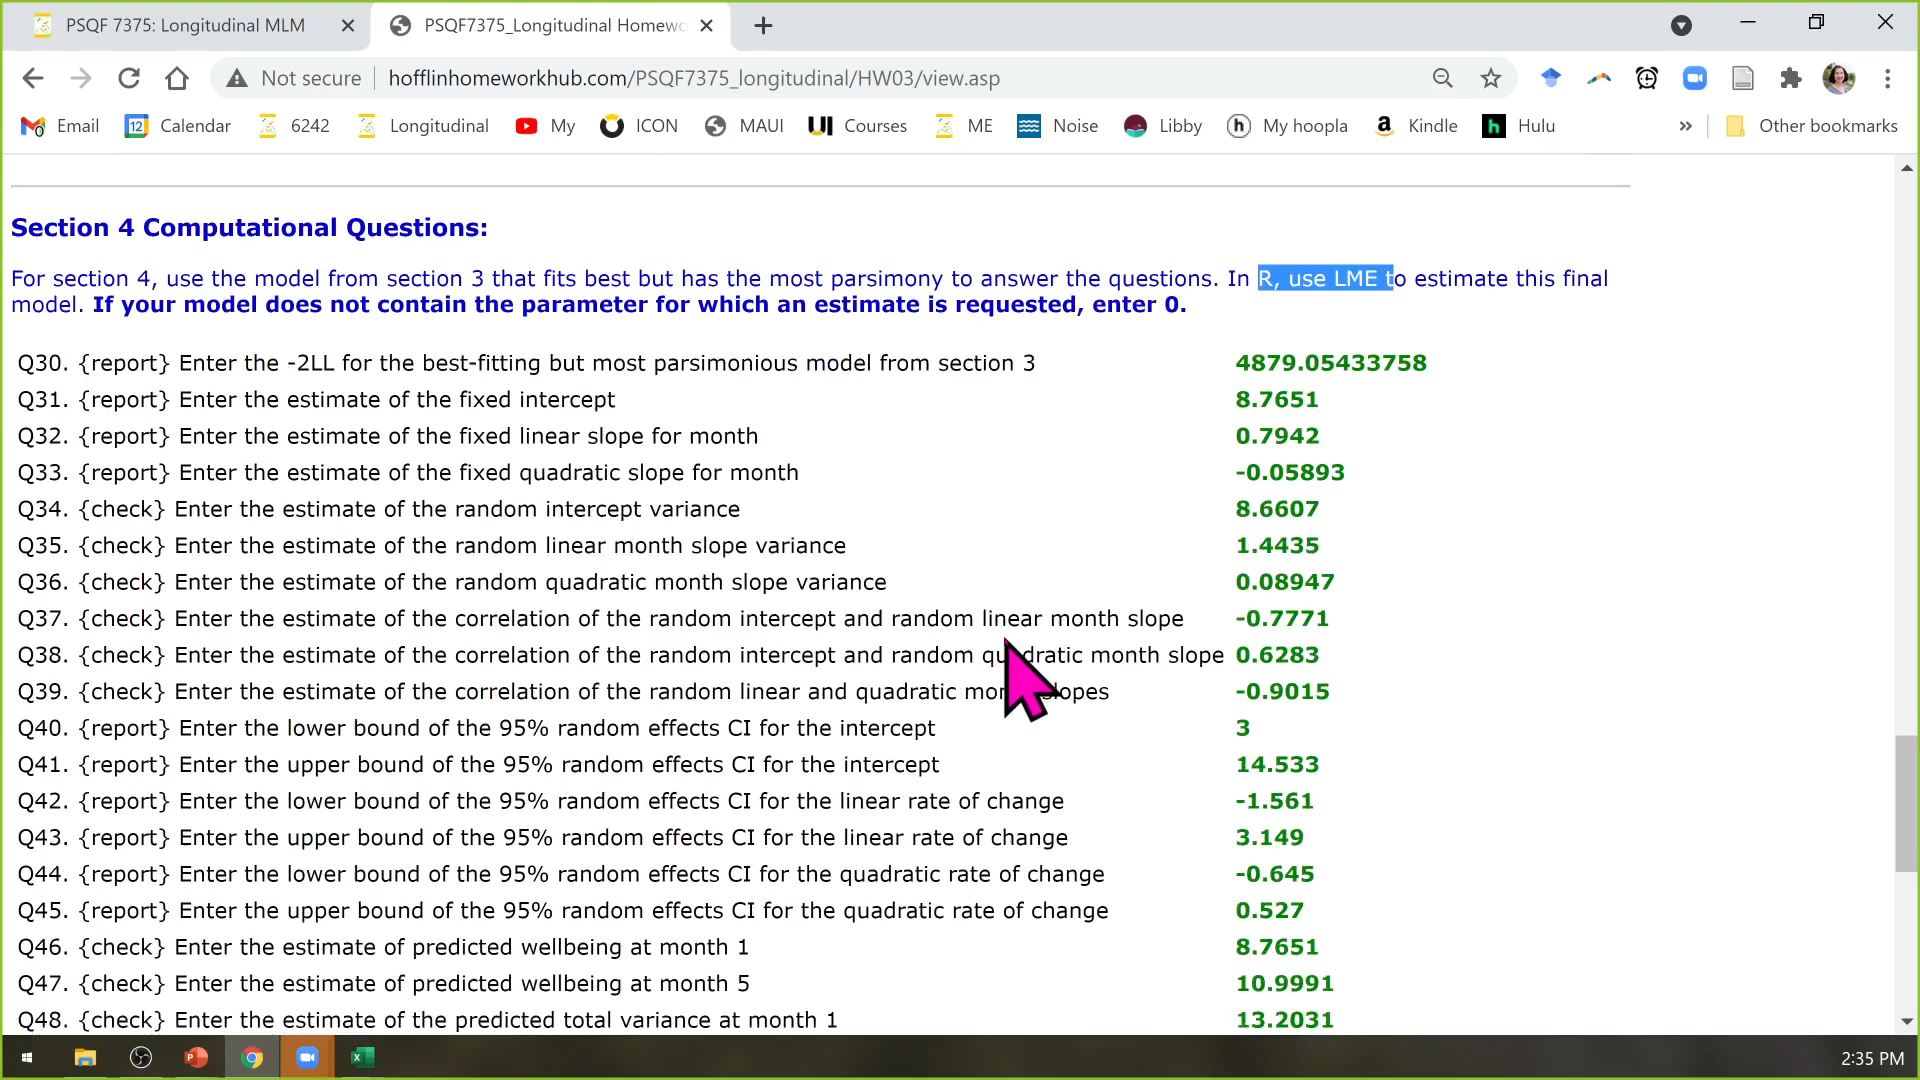 PSQF 7375: Longitudinal MLM
PSQF7375_Longitudinal Homewo
Not secure
hofflinhomeworkhub.com/PSQF7375_longitudinal/HW03/view.asp
Email
12
Calendar
6242
Longitudinal
My
ICON
MAUI
Courses
ME
Noise
Libby
h
My hoopla
a
Kindle
h
Hulu
»
Other bookmarks
Section 4 Computational Questions:
For section 4, use the model from section 3 that fits best but has the most parsimony to answer the questions. In R, use LME to estimate this final
model. If your model does not contain the parameter for which an estimate is requested, enter 0.
Q30. {report} Enter the -2LL for the best-fitting but most parsimonious model from section 3 4879.05433758
Q31. {report} Enter the estimate of the fixed intercept 8.7651
Q32. {report} Enter the estimate of the fixed linear slope for month 0.7942
Q33. {report} Enter the estimate of the fixed quadratic slope for month -0.05893
Q34. {check} Enter the estimate of the random intercept variance 8.6607
Q35. {check} Enter the estimate of the random linear month slope variance 1.4435
Q36. {check} Enter the estimate of the random quadratic month slope variance 0.08947
Q37. {check} Enter the estimate of the correlation of the random intercept and random linear month slope -0.7771
Q38. {check} Enter the estimate of the correlation of the random intercept and random quadratic month slope 0.6283
Q39. {check} Enter the estimate of the correlation of the random linear and quadratic month slopes -0.9015
Q40. {report} Enter the lower bound of the 95% random effects CI for the intercept 3
Q41. {report} Enter the upper bound of the 95% random effects CI for the intercept 14.533
Q42. {report} Enter the lower bound of the 95% random effects CI for the linear rate of change -1.561
Q43. {report} Enter the upper bound of the 95% random effects CI for the linear rate of change 3.149
Q44. {report} Enter the lower bound of the 95% random effects CI for the quadratic rate of change -0.645
Q45. {report} Enter the upper bound of the 95% random effects CI for the quadratic rate of change 0.527
Q46. {check} Enter the estimate of predicted wellbeing at month 1 8.7651
Q47. {check} Enter the estimate of predicted wellbeing at month 5 10.9991
Q48. {check} Enter the estimate of the predicted total variance at month 1 13.2031
2:35 PM